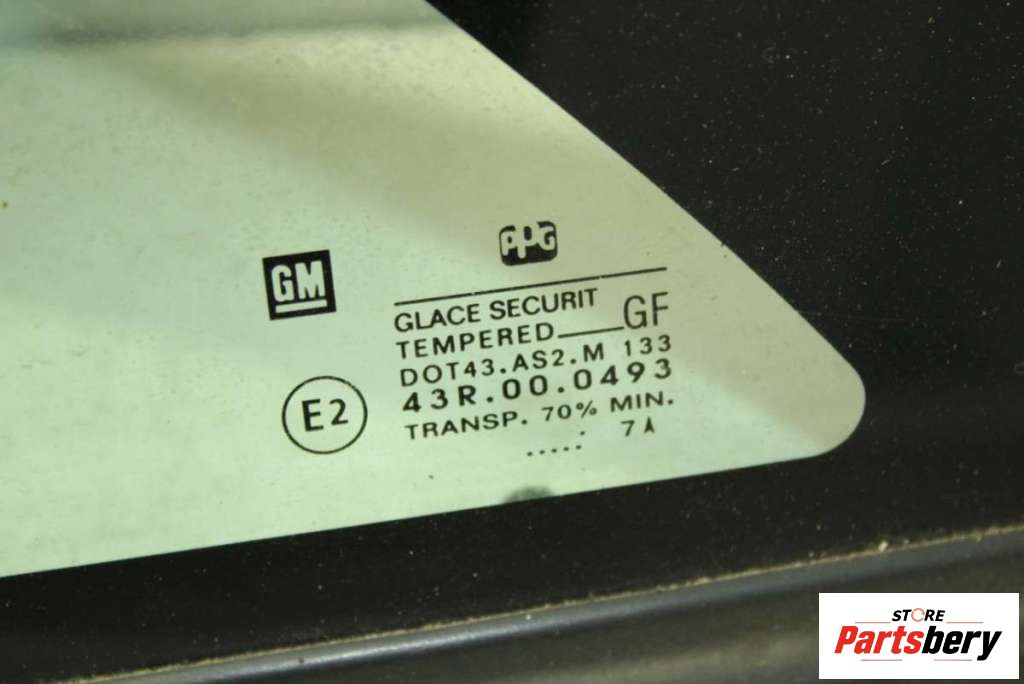 GM
PPG
GLACE SECURIT
TEMPERED GF
DOT43.AS2.M 133
43R.00.0493
E2
TRANSP. 70% MIN.
..... : 7
STORE
Partsbery